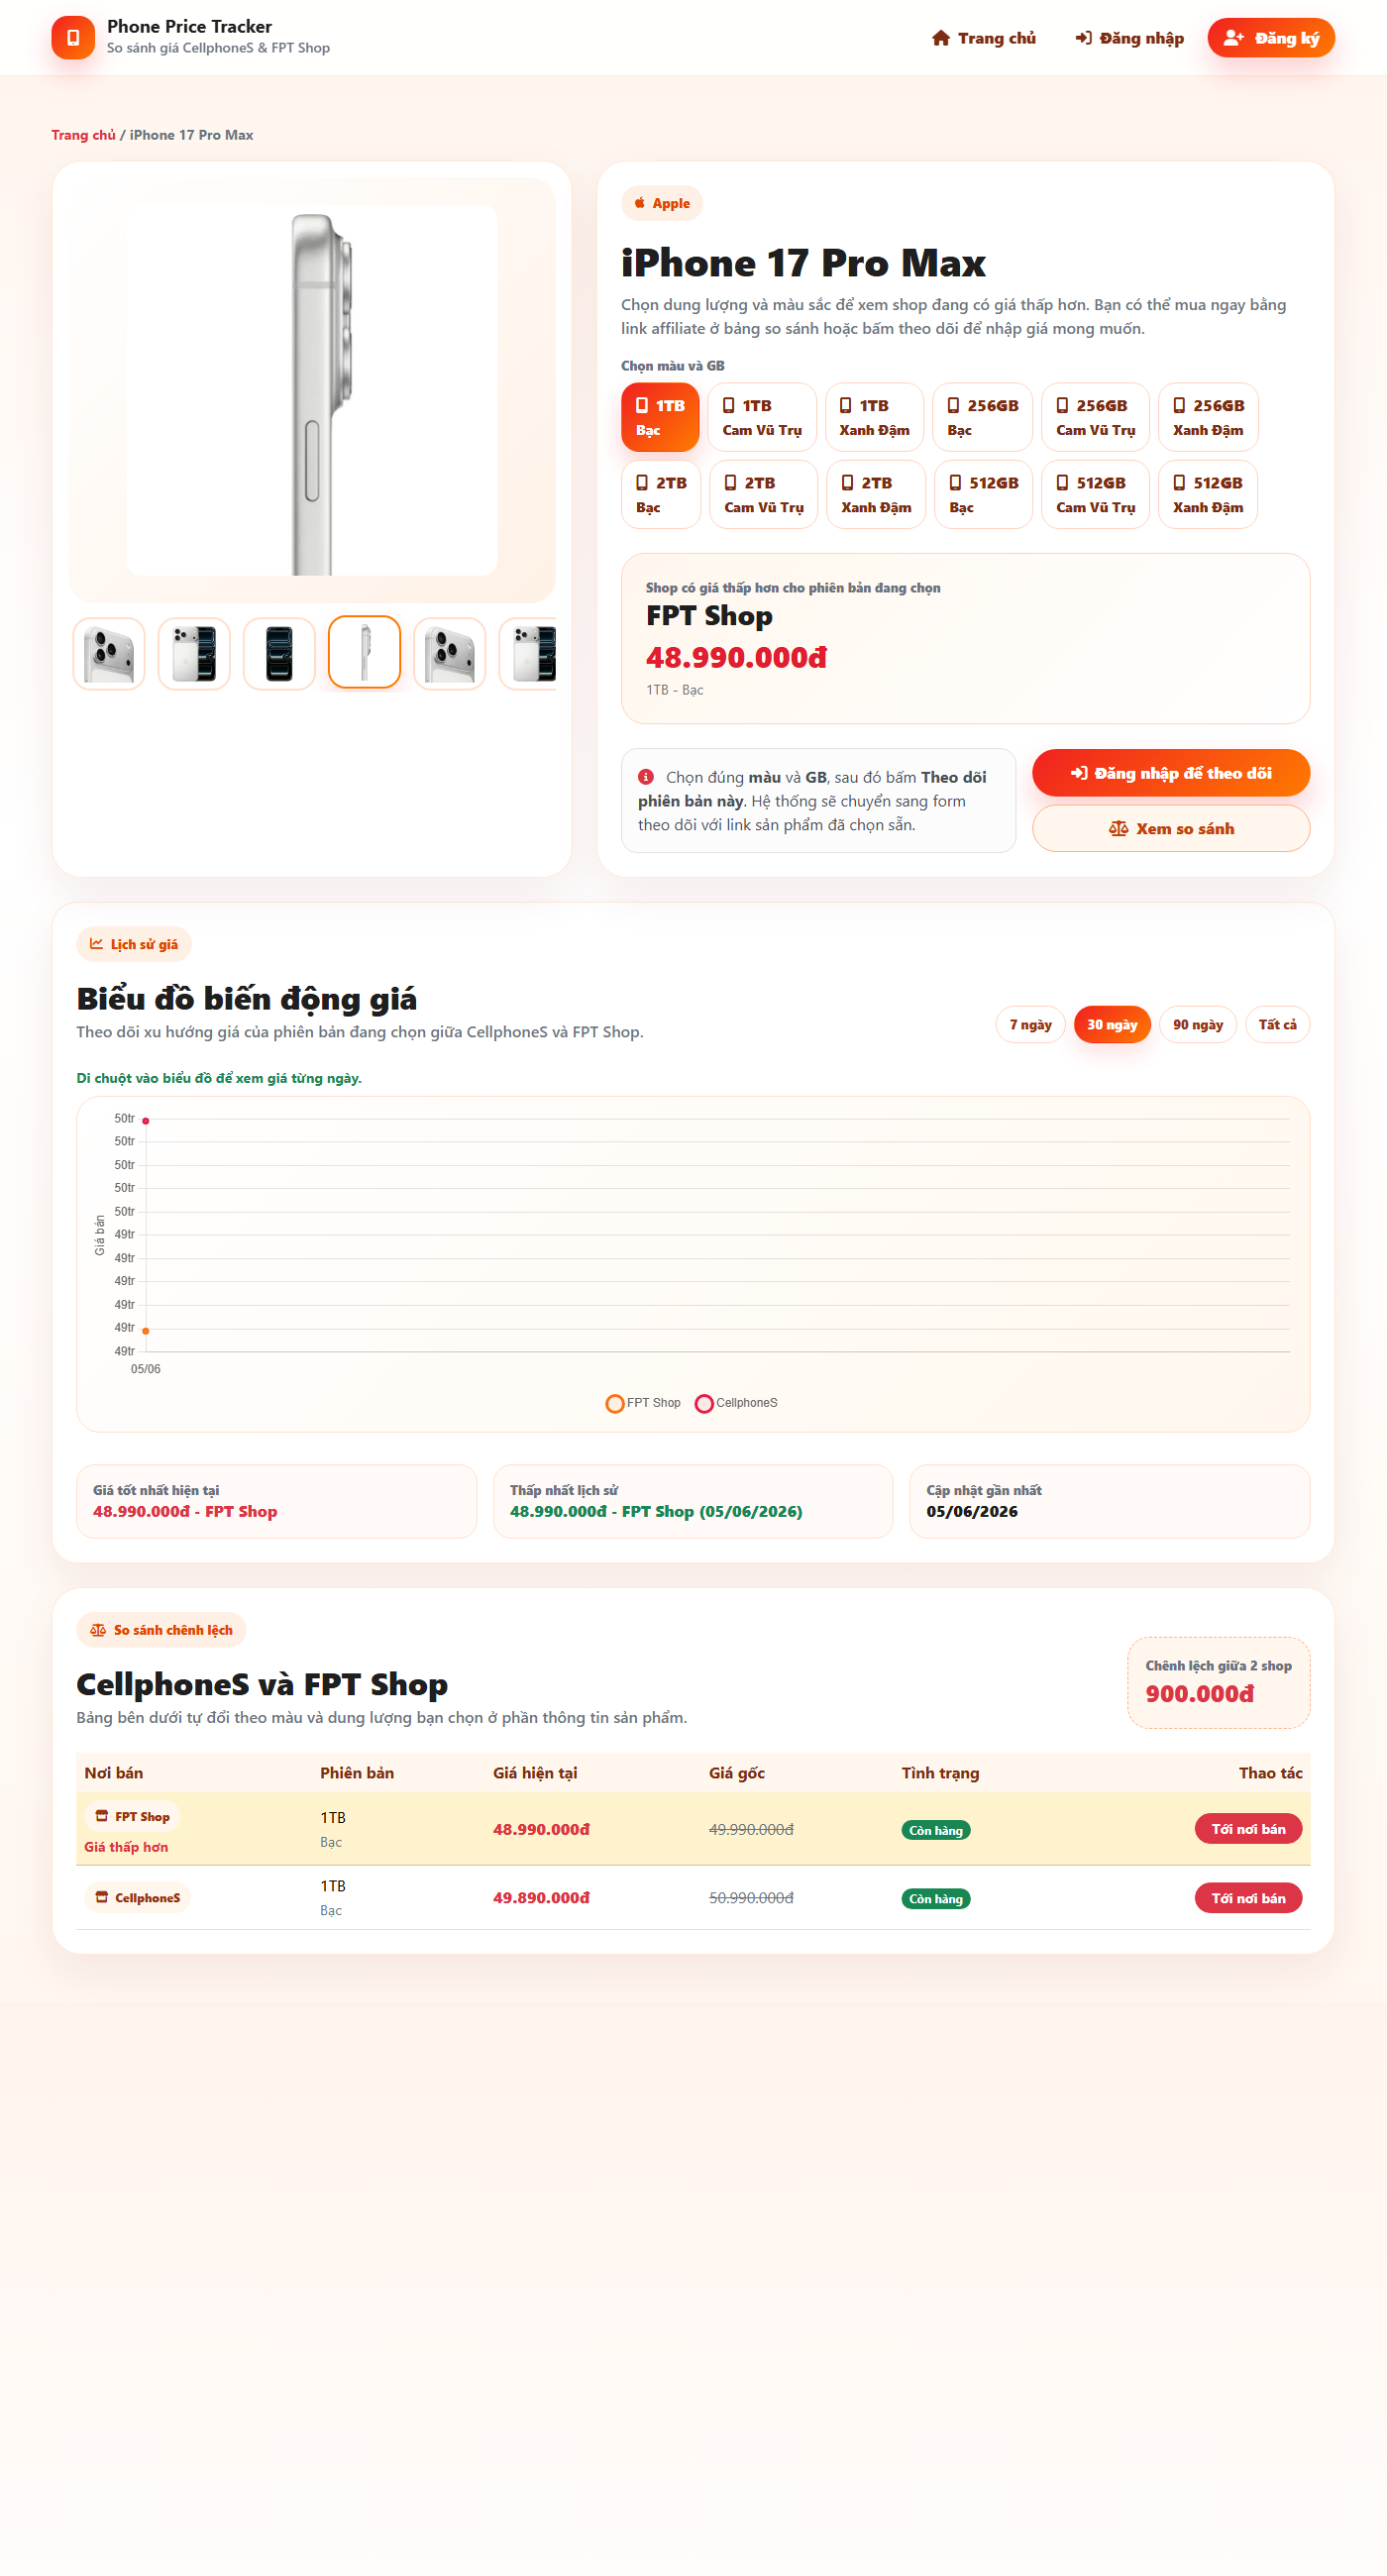 Phone Price Tracker
So sánh giá CellphoneS & FPT Shop
Trang chủ
Đăng nhập
Đăng ký
Trang chủ / iPhone 17 Pro Max
Apple
iPhone 17 Pro Max
Chọn dung lượng và màu sắc để xem shop đang có giá thấp hơn. Bạn có thể mua ngay bằng
link affiliate ở bảng so sánh hoặc bấm theo dõi để nhập giá mong muốn.
Chọn màu và GB
1TB
Bạc
1TB
Cam Vũ Trụ
1TB
Xanh Đậm
256GB
Bạc
256GB
Cam Vũ Trụ
256GB
Xanh Đậm
2TB
Bạc
2TB
Cam Vũ Trụ
2TB
Xanh Đậm
512GB
Bạc
512GB
Cam Vũ Trụ
512GB
Xanh Đậm
Shop có giá thấp hơn cho phiên bản đang chọn
FPT Shop
48.990.000đ
1TB - Bạc
Chọn đúng màu và GB, sau đó bấm Theo dõi
phiên bản này. Hệ thống sẽ chuyển sang form
theo dõi với link sản phẩm đã chọn sẵn.
Đăng nhập để theo dõi
Xem so sánh
Lịch sử giá
Biểu đồ biến động giá
Theo dõi xu hướng giá của phiên bản đang chọn giữa CellphoneS và FPT Shop.
7 ngày
30 ngày
90 ngày
Tất cả
Di chuột vào biểu đồ để xem giá từng ngày.
50tr
50tr
50tr
50tr
50tr
49tr
49tr
49tr
49tr
49tr
49tr
Giá bán
05/06
FPT Shop
CellphoneS
Giá tốt nhất hiện tại
48.990.000đ - FPT Shop
Thấp nhất lịch sử
48.990.000đ - FPT Shop (05/06/2026)
Cập nhật gần nhất
05/06/2026
So sánh chênh lệch
CellphoneS và FPT Shop
Bảng bên dưới tự đổi theo màu và dung lượng bạn chọn ở phần thông tin sản phẩm.
Chênh lệch giữa 2 shop
900.000đ
Nơi bán
Phiên bản
Giá hiện tại
Giá gốc
Tình trạng
Thao tác
FPT Shop
Giá thấp hơn
1TB
Bạc
48.990.000đ
49.990.000đ
Còn hàng
Tới nơi bán
CellphoneS
1TB
Bạc
49.890.000đ
50.990.000đ
Còn hàng
Tới nơi bán